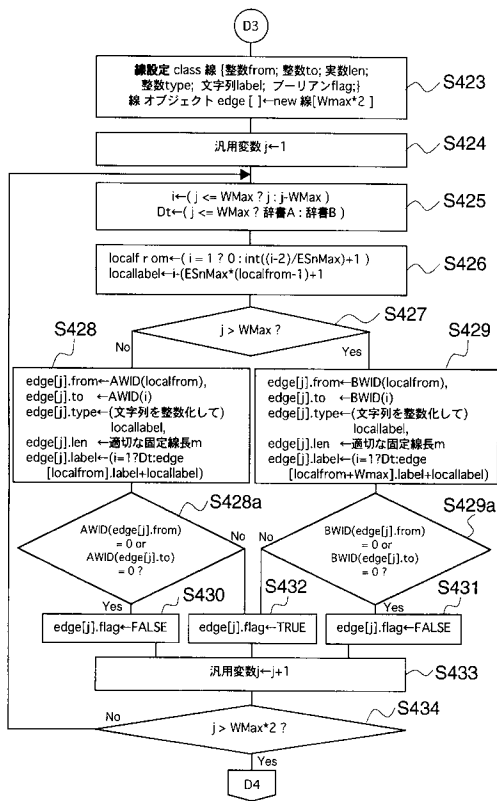 D3
線設定 class 線 {整数from; 整数to; 実数len;
整数type; 文字列label; ブーリアンflag;}
線 オブジェクト edge [ ]←new 線[Wmax*2 ]
S423
汎用変数 j←1
S424
i←( j <= WMax ? j : j-WMax )
Dt←( j <= WMax ? 辞書A : 辞書B )
S425
localf r om←( i = 1 ? 0 : int((i-2)/ESnMax)+1 )
locallabel←i-(ESnMax*(localfrom-1)+1
S426
S427
j > WMax ?
No
Yes
S428
edge[j].from←AWID(localfrom),
edge[j].to ←AWID(i)
edge[j].type←(文字列を整数化して)
locallabel,
edge[j].len ←適切な固定線長m
edge[j].label←(i=1?Dt:edge
[localfrom].label+locallabel)
S429
edge[j].from←BWID(localfrom),
edge[j].to ←BWID(i)
edge[j].type←(文字列を整数化して)
locallabel,
edge[j].len ←適切な固定線長m
edge[j].label←(i=1?Dt:edge
[localfrom+Wmax].label+locallabel)
S428a
AWID(edge[j].from)
= 0 or
AWID(edge[j].to)
= 0 ?
No
Yes
S429a
BWID(edge[j].from)
= 0 or
BWID(edge[j].to)
= 0 ?
No
Yes
S430
edge[j].flag←FALSE
S432
edge[j].flag←TRUE
S431
edge[j].flag←FALSE
汎用変数j←j+1
S433
S434
j > WMax*2 ?
No
Yes
D4